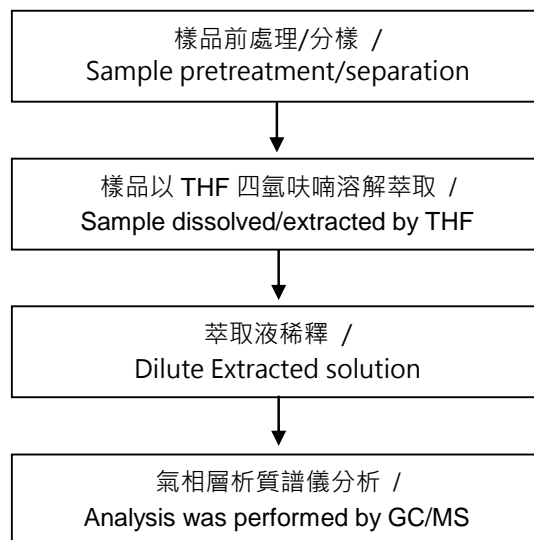 樣品前處理/分樣 /
Sample pretreatment/separation
樣品以 THF 四氫呋喃溶解萃取 /
Sample dissolved/extracted by THF
萃取液稀釋 /
Dilute Extracted solution
氣相層析質譜儀分析 /
Analysis was performed by GC/MS